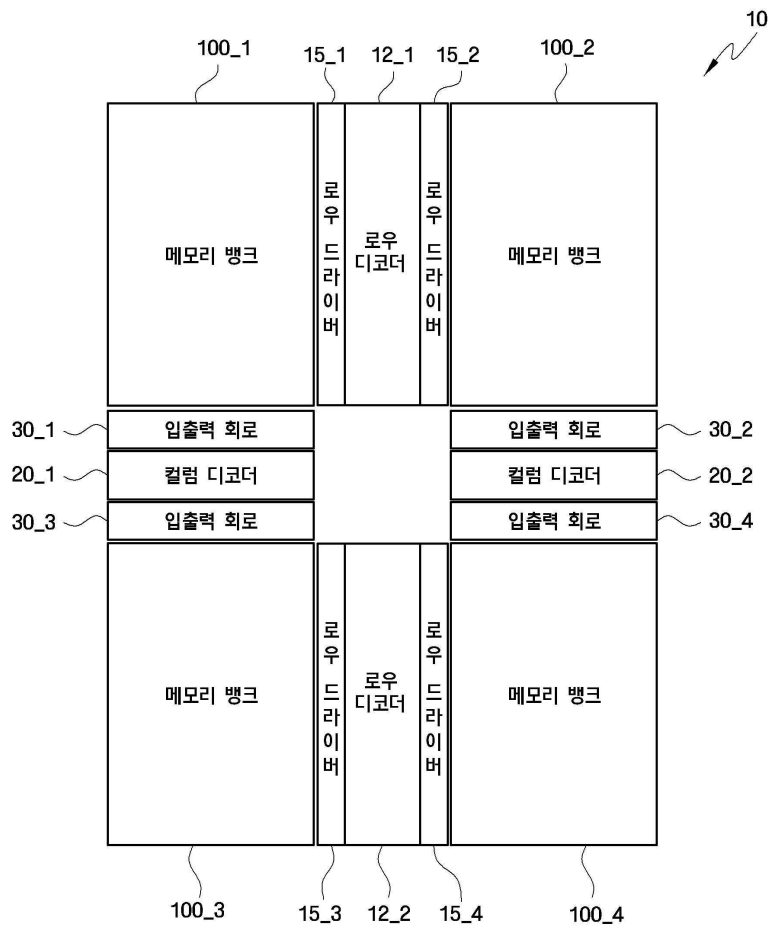 10
100_1
15_1
12_1
15_2
100_2
메모리 뱅크
로우 드라이버
로우
디코더
로우 드라이버
메모리 뱅크
30_1
입출력 회로
입출력 회로
30_2
20_1
컬럼 디코더
컬럼 디코더
20_2
30_3
입출력 회로
입출력 회로
30_4
메모리 뱅크
로우 드라이버
로우
디코더
로우 드라이버
메모리 뱅크
100_3
15_3
12_2
15_4
100_4